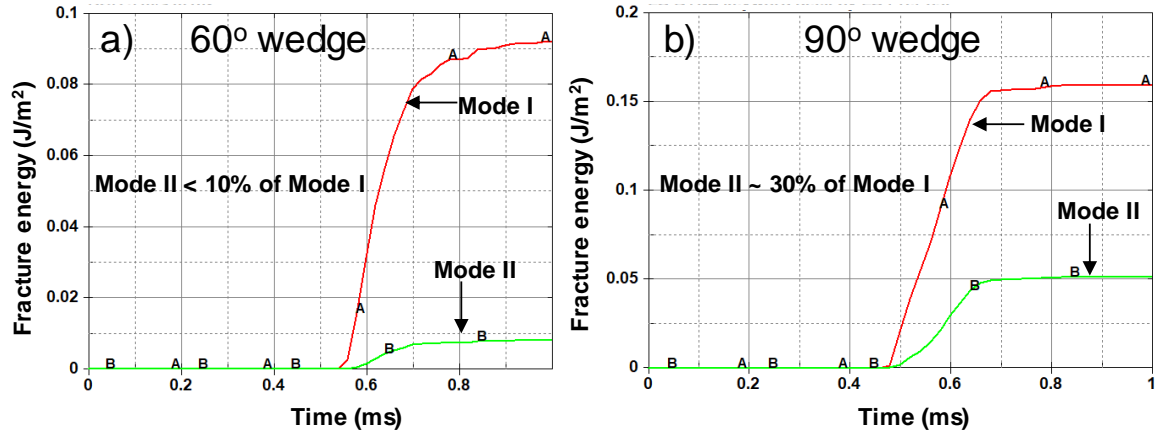 a) 60° wedge
0.1
0.08
0.06
0.04
0.02
0
Fracture energy (J/m²)
Mode I
Mode II < 10% of Mode I
Mode II
A
A
A
A
A
B
B
B
B
B
0
0.2
0.4
0.6
0.8
Time (ms)
b) 90° wedge
0.2
0.15
0.1
0.05
0
Fracture energy (J/m²)
Mode I
Mode II ~ 30% of Mode I
Mode II
A
A
A
A
A
B
B
B
B
B
0
0.2
0.4
0.6
0.8
1
Time (ms)